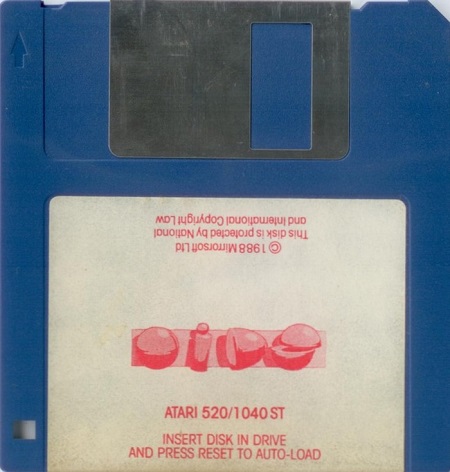 © 1988 Mirrorsoft Ltd
This disk is protected by National
and International Copyright Law
OIDS
ATARI 520/1040 ST
INSERT DISK IN DRIVE
AND PRESS RESET TO AUTO-LOAD